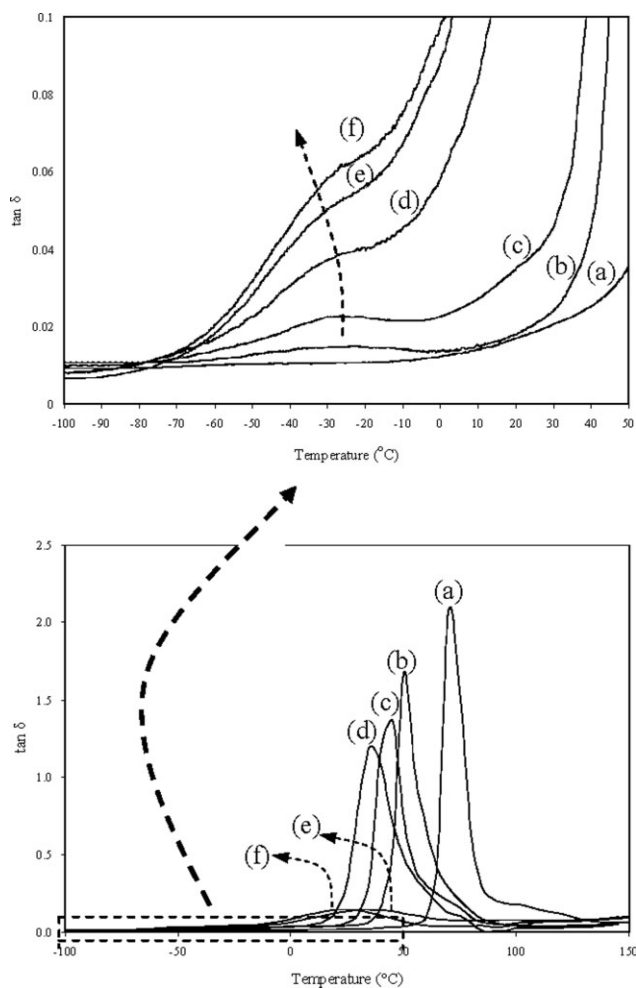 0.1
0.08
0.06
0.04
0.02
0
tan δ
(f)
(e)
(d)
(c)
(b)
(a)
-100 -90 -80 -70 -60 -50 -40 -30 -20 -10 0 10 20 30 40 50
Temperature (°C)
2.5
2.0
1.5
1.0
0.5
0.0
tan δ
(a)
(b)
(c)
(d)
(e)
(f)
-100 -50 0 50 100 150
Temperature (°C)